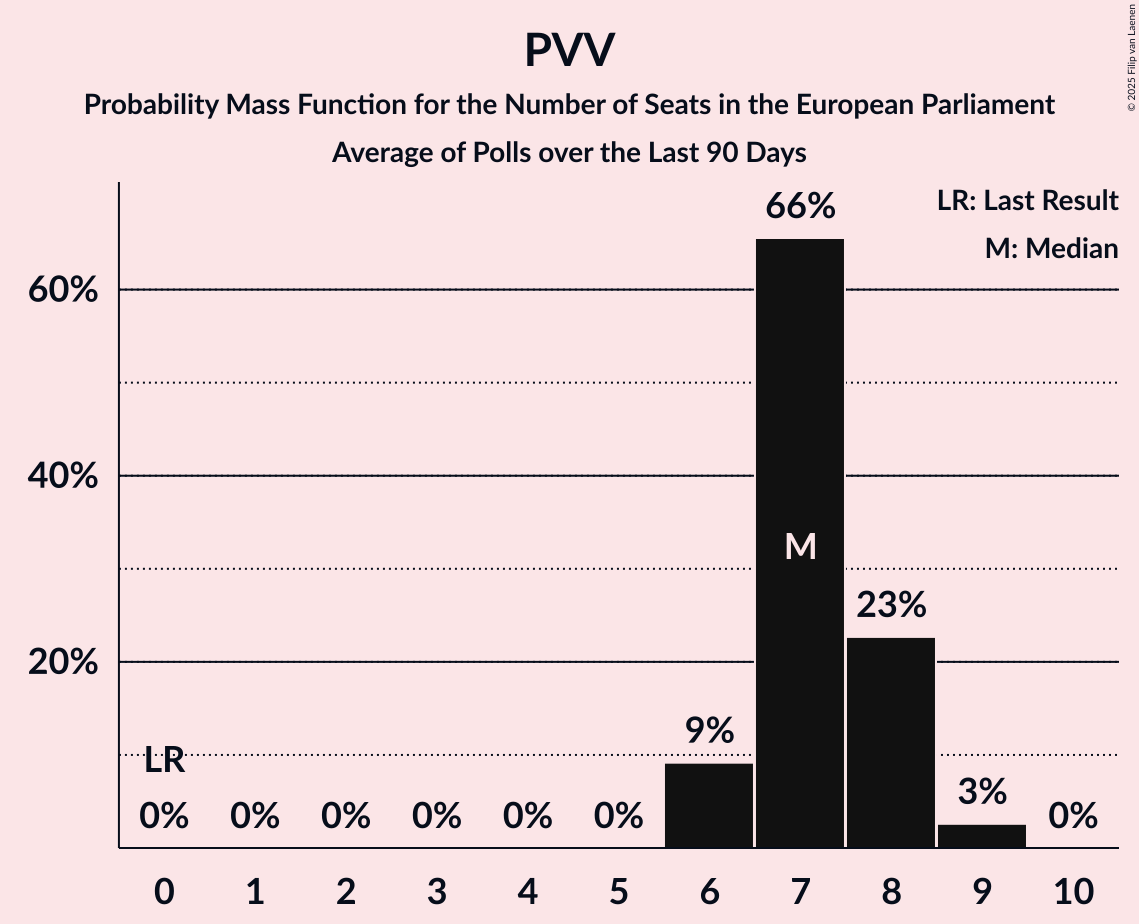 PVV
Probability Mass Function for the Number of Seats in the European Parliament
Average of Polls over the Last 90 Days
© 2025 Filip van Laenen
LR: Last Result
M: Median
66%
60%
40%
M
23%
20%
9%
LR
3%
0% 0% 0% 0% 0% 0% 0%
0 1 2 3 4 5 6 7 8 9 10